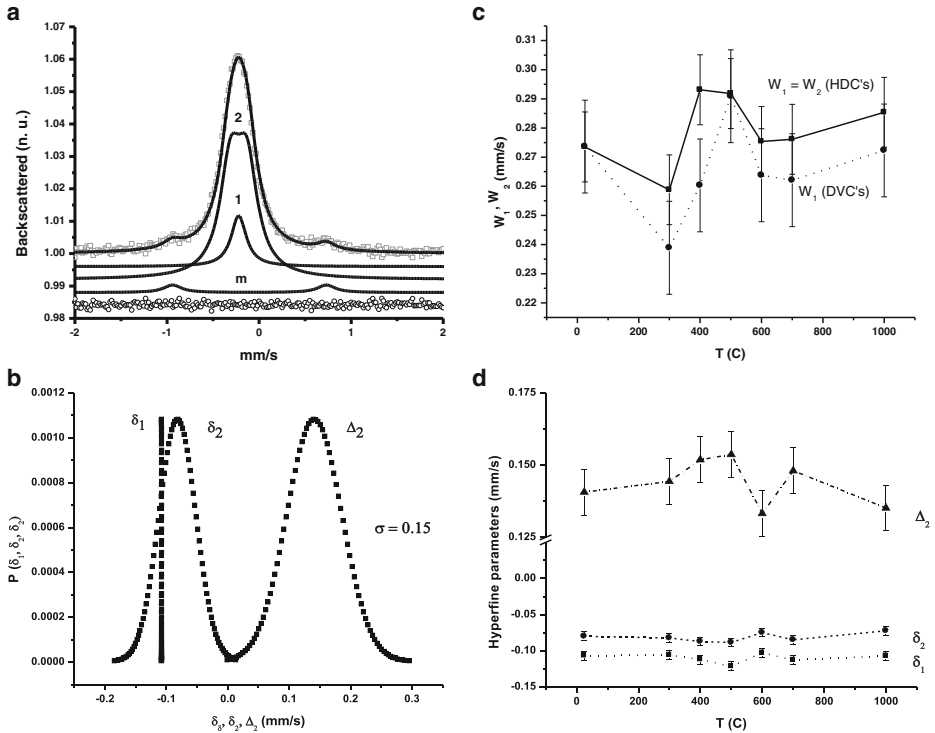 a
1.07
1.06
1.05
1.04
1.03
1.02
1.01
1.00
0.99
0.98
Backscattered (n. u.)
2
1
m
-2
-1
0
1
2
mm/s
b
0.0012
0.0010
0.0008
0.0006
0.0004
0.0002
0.0000
P (δ₁, δ₂, δ₂)
δ₁
δ₂
Δ₂
σ = 0.15
-0.2
-0.1
0.0
0.1
0.2
0.3
δ₈, δ₂, Δ₂ (mm/s)
c
0.31
0.30
0.29
0.28
0.27
0.26
0.25
0.24
0.23
0.22
W₁, W₂ (mm/s)
W₁ = W₂ (HDC's)
W₁ (DVC's)
0
200
400
600
800
1000
T (C)
d
0.175
0.150
0.125
0.00
-0.05
-0.10
-0.15
Hyperfine parameters (mm/s)
Δ₂
δ₂
δ₁
0
200
400
600
800
1000
T (C)